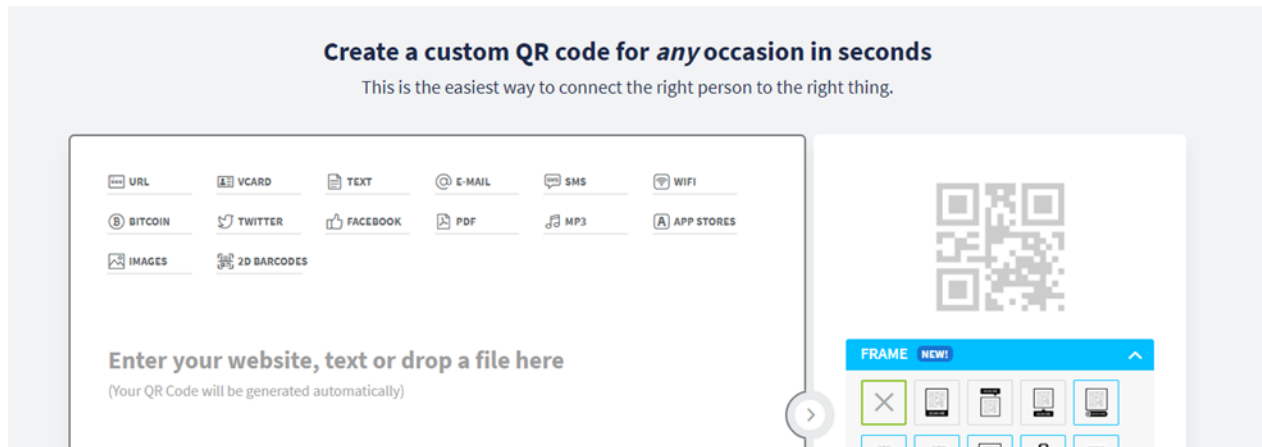 Create a custom QR code for any occasion in seconds
This is the easiest way to connect the right person to the right thing.
URL VCARD TEXT E-MAIL SMS WIFI
BITCOIN TWITTER FACEBOOK PDF MP3 APP STORES
IMAGES 2D BARCODES
Enter your website, text or drop a file here
(Your QR Code will be generated automatically)
FRAME NEW!